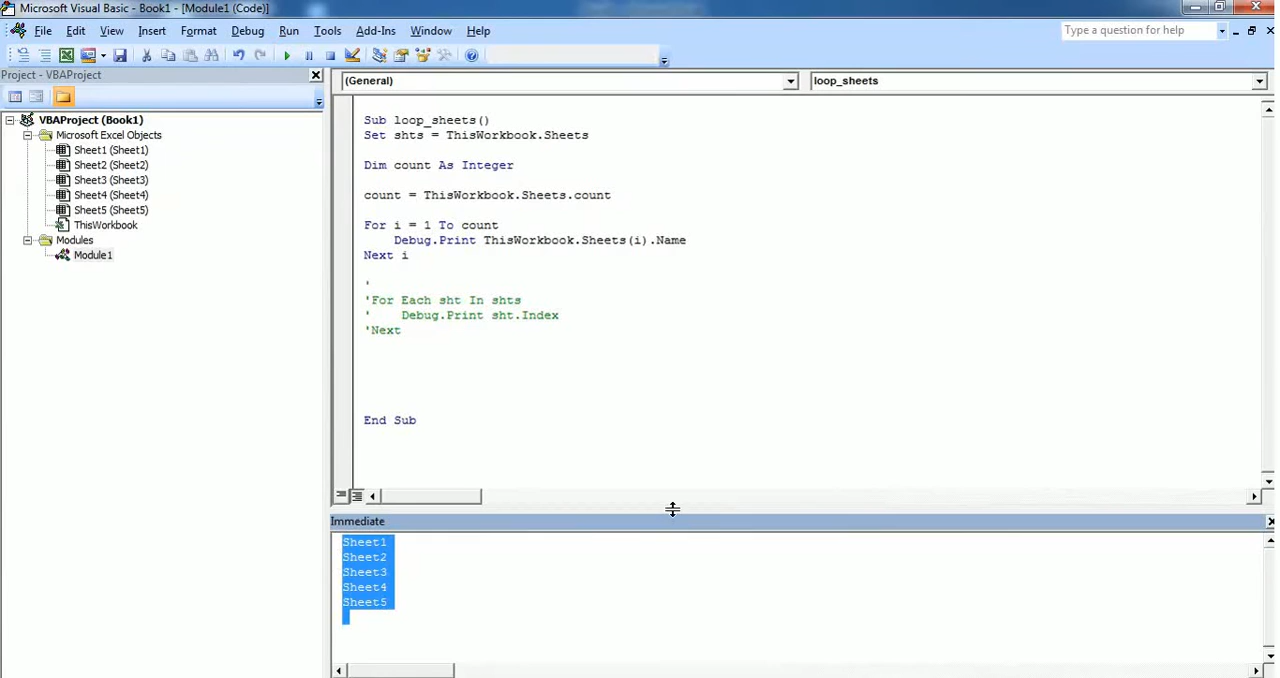 Microsoft Visual Basic - Book1 - [Module1 (Code)]
File Edit View Insert Format Debug Run Tools Add-Ins Window Help
Type a question for help
Project - VBAProject
(General)
loop_sheets
VBAProject (Book1)
Microsoft Excel Objects
Sheet1 (Sheet1)
Sheet2 (Sheet2)
Sheet3 (Sheet3)
Sheet4 (Sheet4)
Sheet5 (Sheet5)
ThisWorkbook
Modules
Module1
Sub loop_sheets()
Set shts = ThisWorkbook.Sheets
Dim count As Integer
count = ThisWorkbook.Sheets.count
For i = 1 To count
    Debug.Print ThisWorkbook.Sheets(i).Name
Next i
'
'For Each sht In shts
'    Debug.Print sht.Index
'Next
End Sub
Immediate
Sheet1
Sheet2
Sheet3
Sheet4
Sheet5